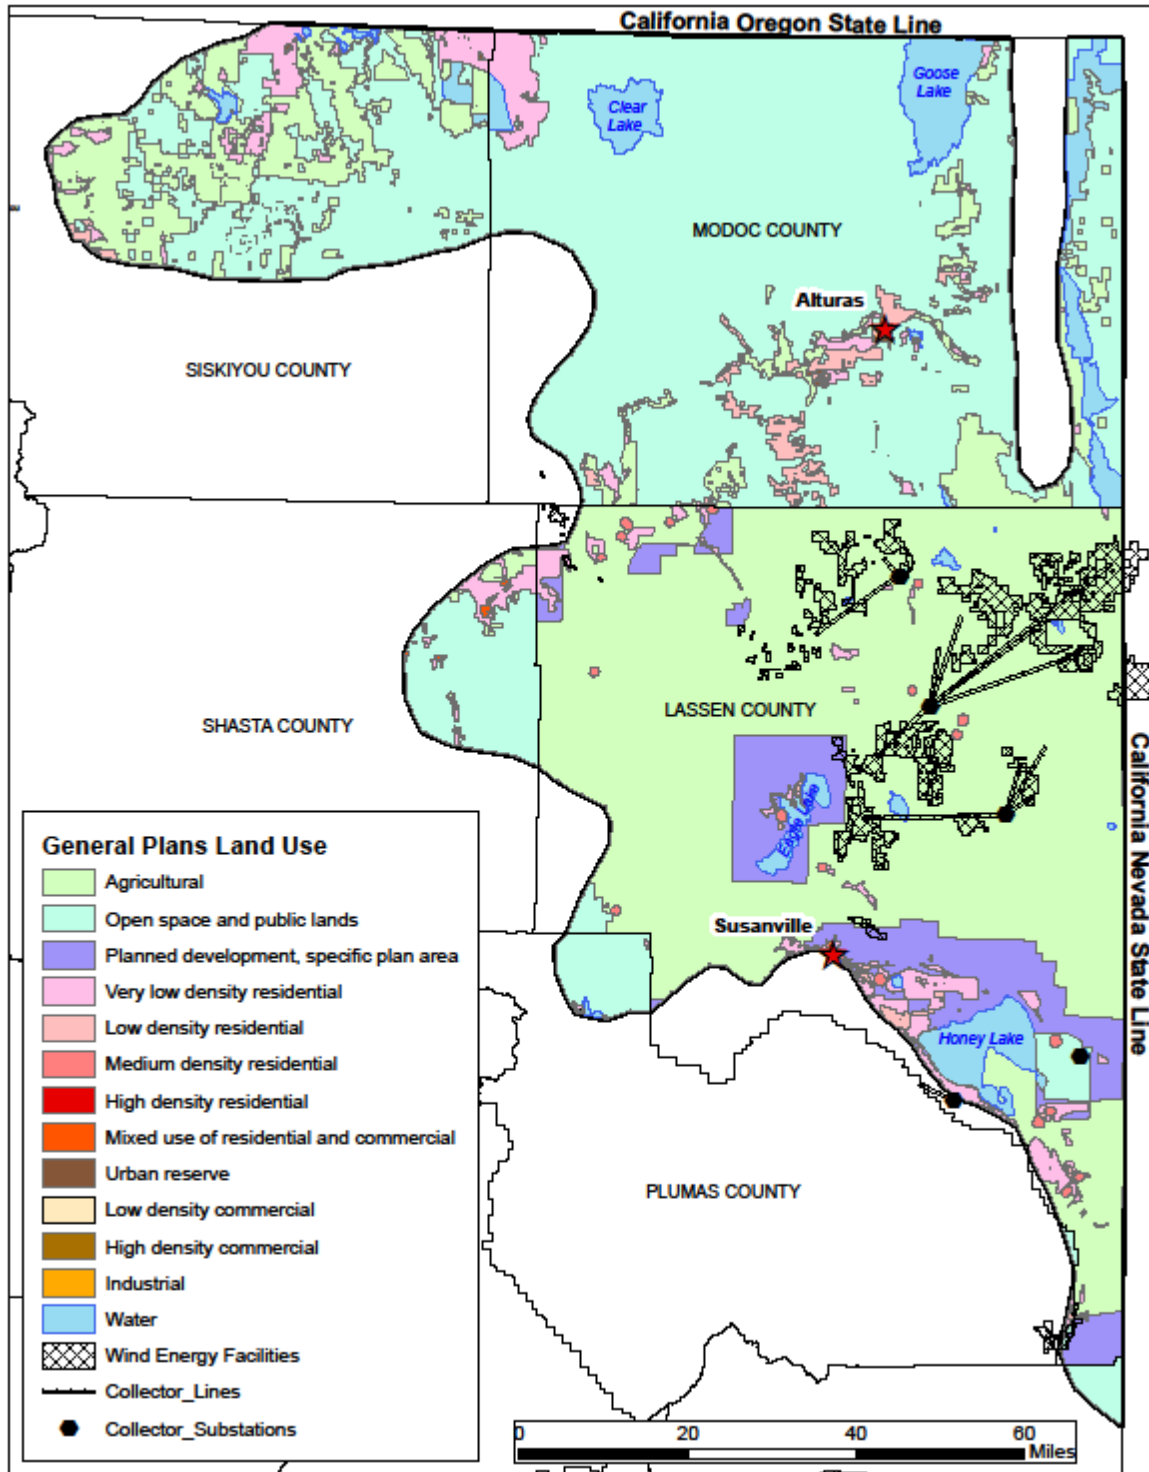 California Oregon State Line
Goose
Lake
Clear
Lake
MODOC COUNTY
Alturas
SISKIYOU COUNTY
SHASTA COUNTY
LASSEN COUNTY
Eagle Lake
California Nevada State Line
Susanville
Honey Lake
PLUMAS COUNTY
General Plans Land Use
Agricultural
Open space and public lands
Planned development, specific plan area
Very low density residential
Low density residential
Medium density residential
High density residential
Mixed use of residential and commercial
Urban reserve
Low density commercial
High density commercial
Industrial
Water
Wind Energy Facilities
Collector_Lines
Collector_Substations
0 20 40 60
Miles